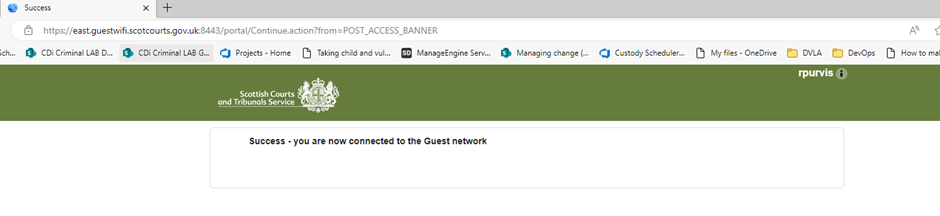 Success
https://east.guestwifi.scotcourts.gov.uk:8443/portal/Continue.action?from=POST_ACCESS_BANNER
Sch... CDi Criminal LAB D... CDi Criminal LAB G... Projects - Home Taking child and vul... SD ManageEngine Serv... Managing change (... Custody Scheduler... My files - OneDrive DVLA DevOps How to mal
rpurvis
Scottish Courts
and Tribunals Service
Success - you are now connected to the Guest network